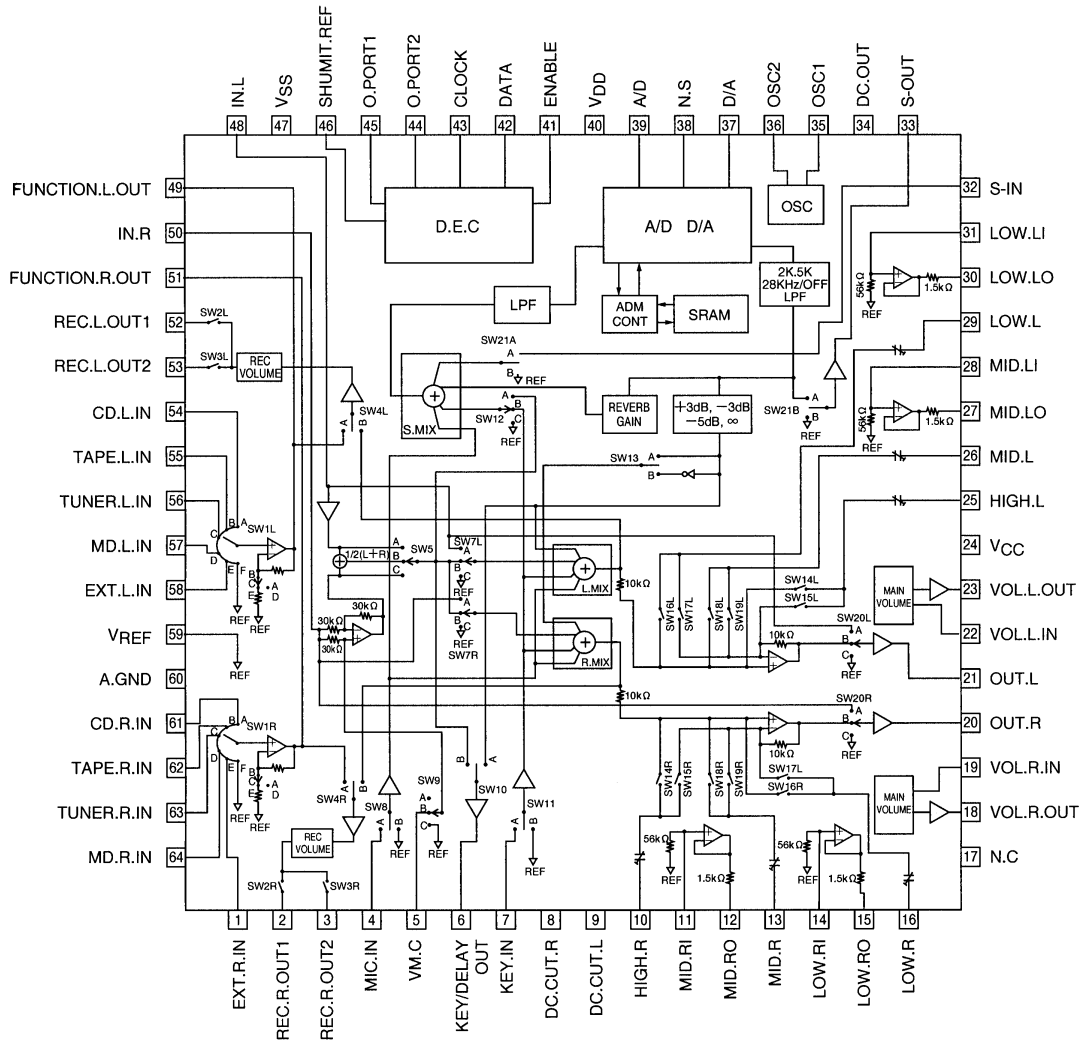 IN.L
VSS
SHUMIT.REF
O.PORT1
O.PORT2
CLOCK
DATA
ENABLE
VDD
A/D
N.S
D/A
OSC2
OSC1
DC.OUT
S-OUT
48 47 46 45 44 43 42 41 40 39 38 37 36 35 34 33
FUNCTION.L.OUT 49
IN.R 50
FUNCTION.R.OUT 51
REC.L.OUT1 52
REC.L.OUT2 53
CD.L.IN 54
TAPE.L.IN 55
TUNER.L.IN 56
MD.L.IN 57
EXT.L.IN 58
VREF 59
A.GND 60
CD.R.IN 61
TAPE.R.IN 62
TUNER.R.IN 63
MD.R.IN 64
32 S-IN
31 LOW.LI
30 LOW.LO
29 LOW.L
28 MID.LI
27 MID.LO
26 MID.L
25 HIGH.L
24 VCC
23 VOL.L.OUT
22 VOL.L.IN
21 OUT.L
20 OUT.R
19 VOL.R.IN
18 VOL.R.OUT
17 N.C
D.E.C
A/D D/A
OSC
2K.5K
28KHz/OFF
LPF
LPF
ADM
CONT
SRAM
56kΩ
REF
1.5kΩ
SW2L
SW3L
REC
VOLUME
SW4L
A
B
S.MIX
SW21A
A
B
REF
SW12
A
B
C
REF
REVERB
GAIN
+3dB, −3dB
−5dB, ∞
SW21B
A
B
REF
56kΩ
REF
1.5kΩ
SW13
A
B
SW1L
A
B
C
D
E
F
REF
B
C
E
A
D
REF
1/2(L+R)
A
B
C
SW5
SW7L
A
B
C
REF
A
B
C
REF
SW7R
L.MIX
R.MIX
10kΩ
10kΩ
30kΩ
30kΩ
30kΩ
REF
SW16L
SW17L
SW18L
SW19L
SW14L
SW15L
10kΩ
SW20L
A
B
C
REF
MAIN
VOLUME
SW1R
A
B
C
D
E
F
REF
B
C
E
A
D
REF
SW20R
A
B
C
REF
10kΩ
SW17L
SW16R
SW14R
SW15R
SW18R
SW19R
MAIN
VOLUME
SW4R
A
B
REC
VOLUME
SW2R
SW3R
SW8
A
B
REF
SW9
A
B
C
REF
B
A
SW10
SW11
A
B
REF
56kΩ
REF
1.5kΩ
56kΩ
REF
1.5kΩ
1 2 3 4 5 6 7 8 9 10 11 12 13 14 15 16
EXT.R.IN
REC.R.OUT1
REC.R.OUT2
MIC.IN
VM.C
KEY/DELAY
OUT
KEY.IN
DC.CUT.R
DC.CUT.L
HIGH.R
MID.RI
MID.RO
MID.R
LOW.RI
LOW.RO
LOW.R